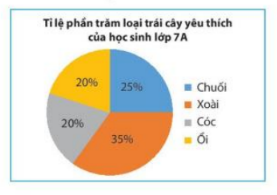 Tỉ lệ phần trăm loại trái cây yêu thích
của học sinh lớp 7A
20%
25%
20%
35%
Chuối
Xoài
Cóc
Ổi